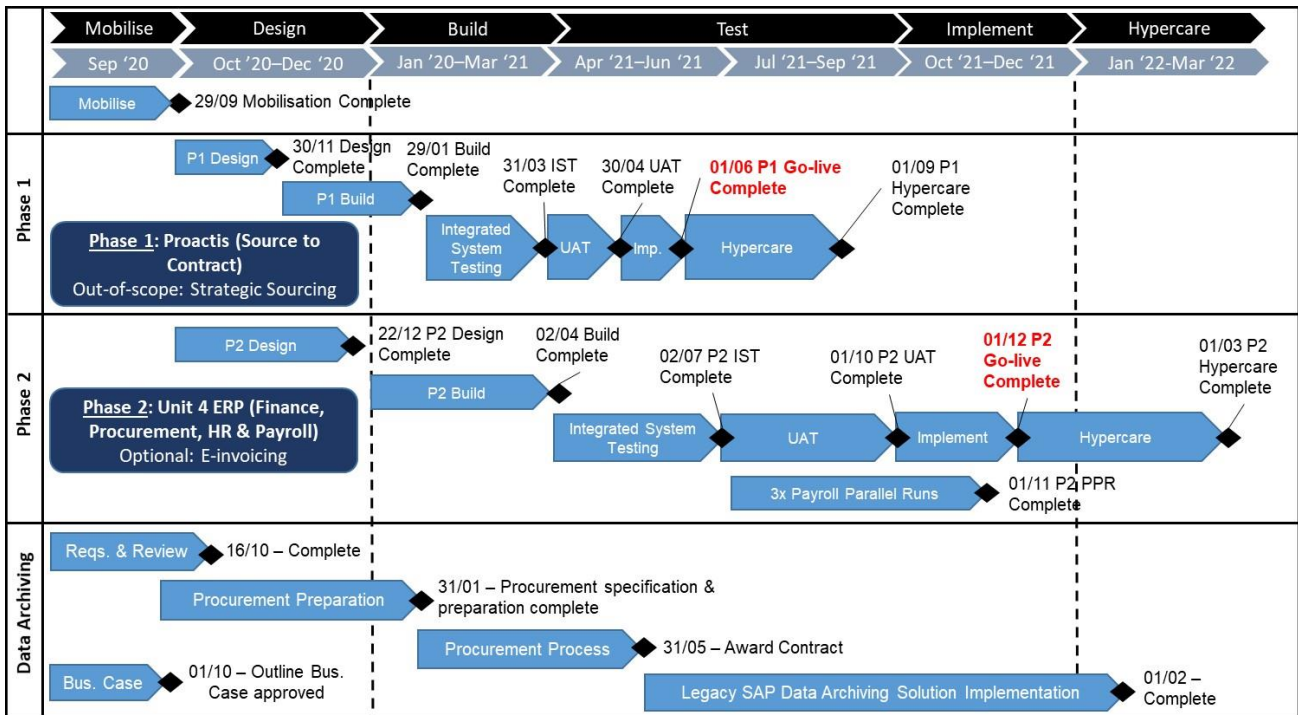 Mobilise
Design
Build
Test
Implement
Hypercare
Sep ‘20
Oct ’20–Dec ‘20
Jan ‘20–Mar ‘21
Apr ‘21–Jun ‘21
Jul ‘21–Sep ‘21
Oct ‘21–Dec ‘21
Jan ‘22-Mar ‘22
Mobilise
29/09 Mobilisation Complete
Phase 1
P1 Design
30/11 Design
Complete
P1 Build
29/01 Build
Complete
Integrated
System
Testing
31/03 IST
Complete
UAT
30/04 UAT
Complete
Imp.
01/06 P1 Go-live
Complete
Hypercare
01/09 P1
Hypercare
Complete
Phase 1: Proactis (Source to
Contract)
Out-of-scope: Strategic Sourcing
Phase 2
P2 Design
22/12 P2 Design
Complete
P2 Build
02/04 Build
Complete
Integrated System
Testing
02/07 P2 IST
Complete
UAT
01/10 P2 UAT
Complete
Implement
01/12 P2
Go-live
Complete
Hypercare
01/03 P2
Hypercare
Complete
3x Payroll Parallel Runs
01/11 P2 PPR
Complete
Phase 2: Unit 4 ERP (Finance,
Procurement, HR & Payroll)
Optional: E-invoicing
Data Archiving
Reqs. & Review
16/10 – Complete
Procurement Preparation
31/01 – Procurement specification &
preparation complete
Procurement Process
31/05 – Award Contract
Bus. Case
01/10 – Outline Bus.
Case approved
Legacy SAP Data Archiving Solution Implementation
01/02 –
Complete